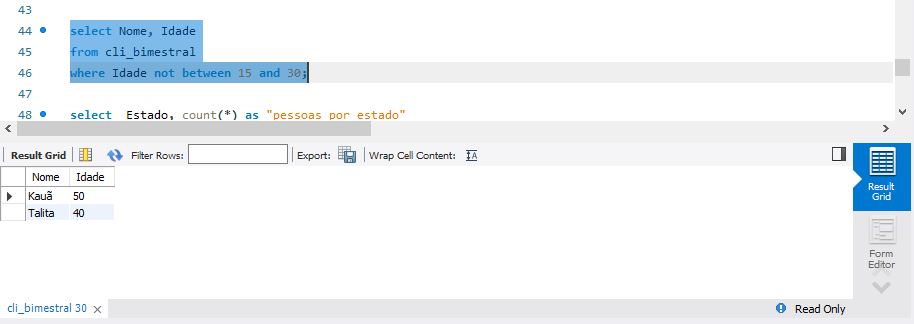 43
44 select Nome, Idade
45 from cli_bimestral
46 where Idade not between 15 and 30;
47
48 select Estado, count(*) as "pessoas por estado"
Result Grid Filter Rows: Export: Wrap Cell Content:
Nome Idade
Kauã 50
Talita 40
Result
Grid
Form
Editor
cli_bimestral 30 Read Only